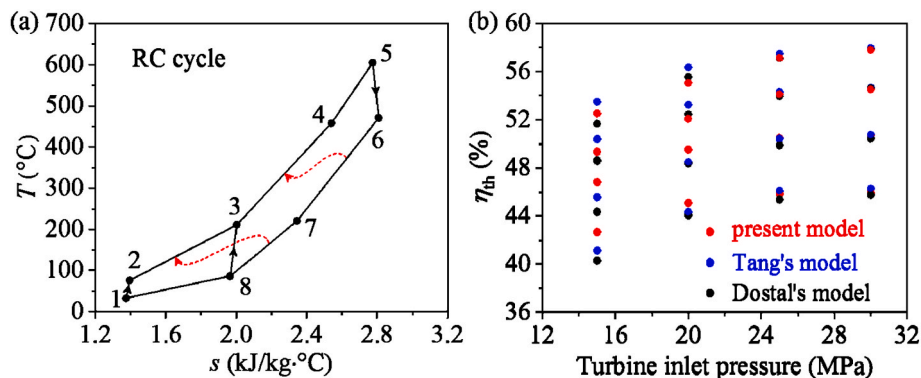 (a)
700
600
500
400
300
200
100
0
T (°C)
RC cycle
1
2
3
4
5
6
7
8
1.2 1.6 2.0 2.4 2.8 3.2
s (kJ/kg·°C)
(b)
60
56
52
48
44
40
36
ηth (%)
present model
Tang's model
Dostal's model
12 16 20 24 28 32
Turbine inlet pressure (MPa)